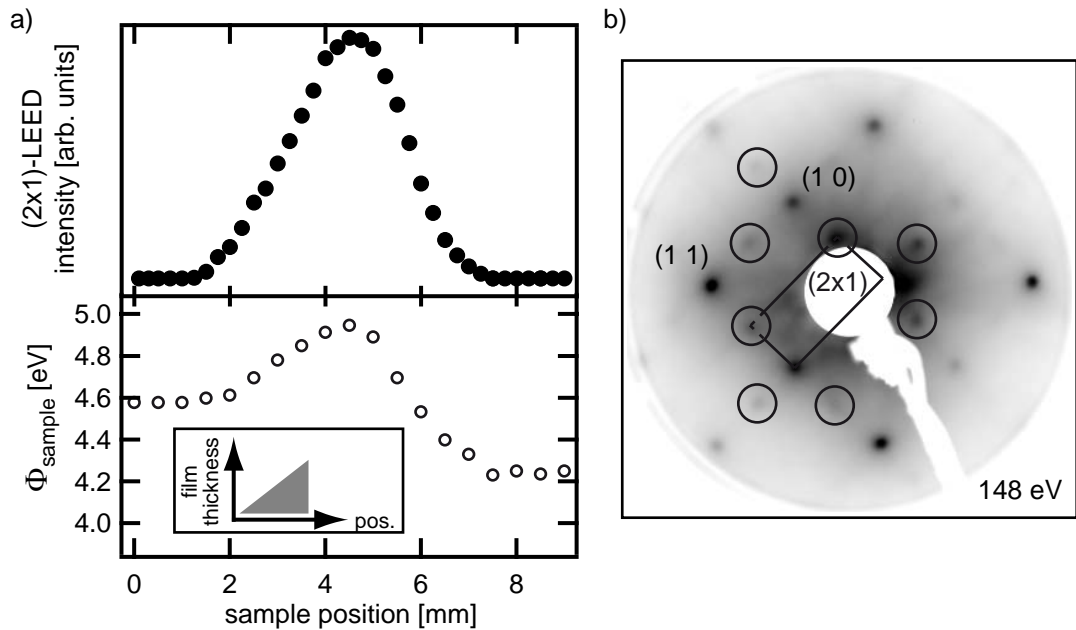 a)
(2x1)-LEED
intensity [arb. units]
5.0
4.8
4.6
4.4
4.2
4.0
Φsample [eV]
film
thickness
pos.
0
2
4
6
8
sample position [mm]
b)
(1 0)
(1 1)
(2x1)
148 eV